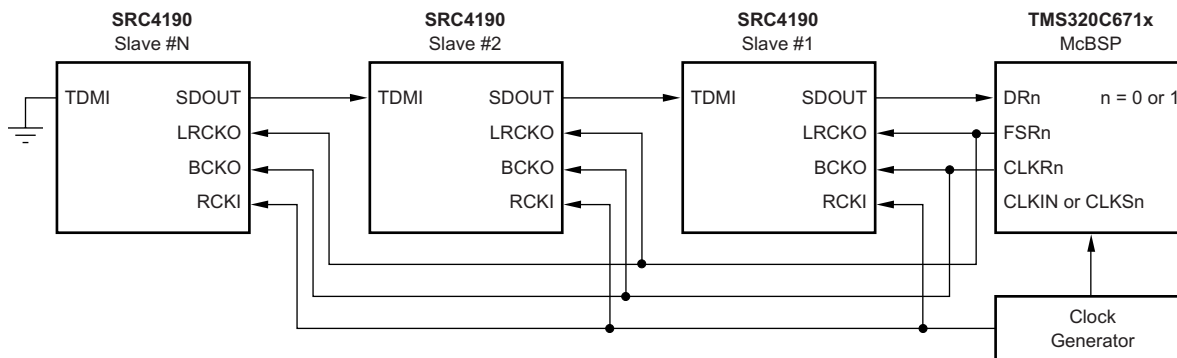 SRC4190
Slave #N
SRC4190
Slave #2
SRC4190
Slave #1
TMS320C671x
McBSP
TDMI
SDOUT
LRCKO
BCKO
RCKI
TDMI
SDOUT
LRCKO
BCKO
RCKI
TDMI
SDOUT
LRCKO
BCKO
RCKI
DRn
n = 0 or 1
FSRn
CLKRn
CLKIN or CLKSn
Clock
Generator